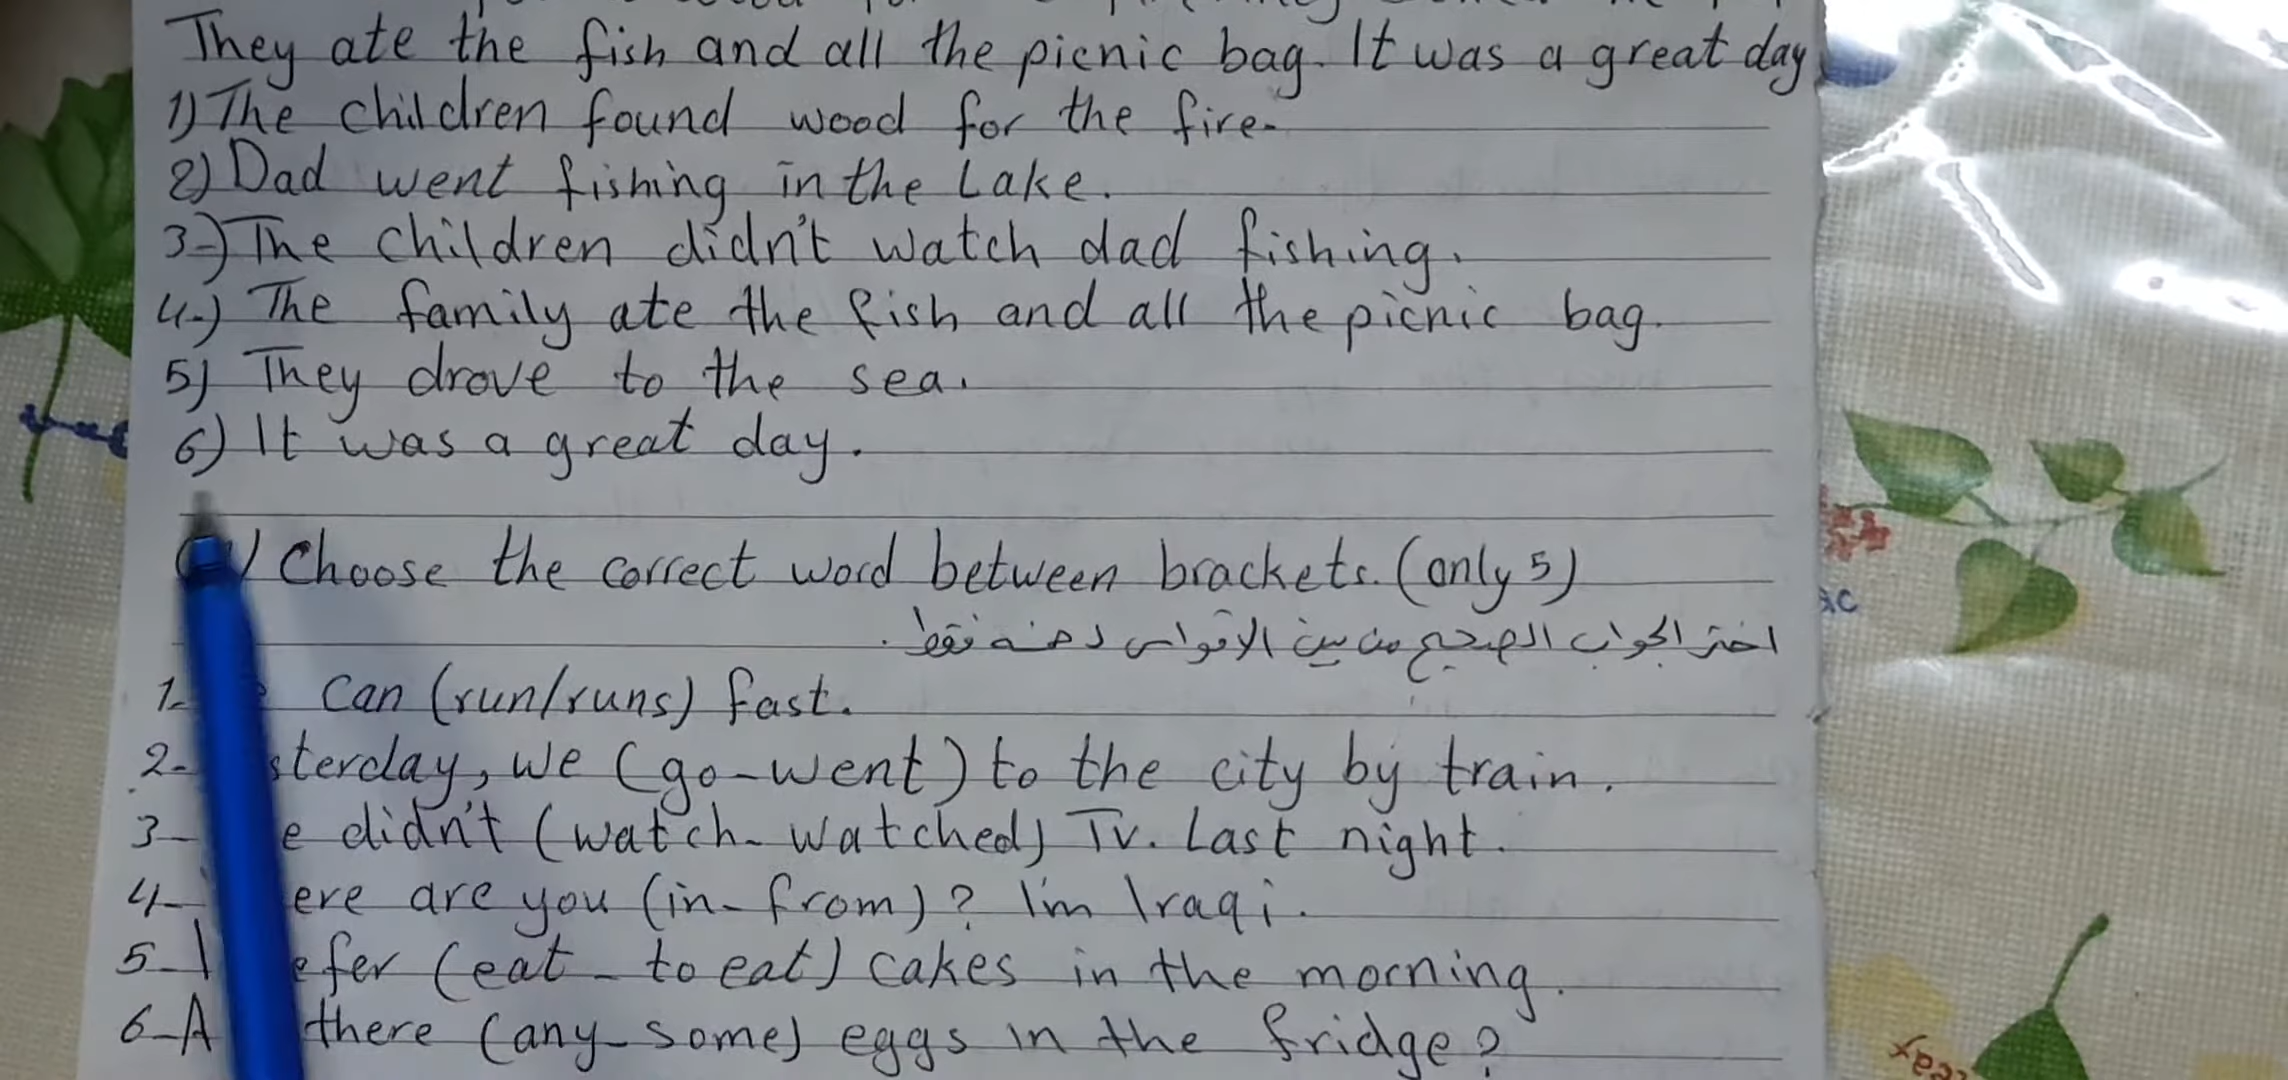 They ate the fish and all the picnic bag. It was a great day
1) The children found wood for the fire.
2) Dad went fishing in the Lake.
3-) The children didn't watch dad fishing.
4-) The family ate the fish and all the picnic bag.
5) They drove to the sea.
6) It was a great day.
Choose the correct word between brackets. (only 5)
اختر الجواب الصحيح من بين الاقواس لخمسة فقط.
1- can (run/runs) fast.
2- sterday, we (go-went) to the city by train.
3- e didn't (watch- watched) Tv. Last night.
4- ere are you (in- from)? I'm Iraqi.
5- I efer (eat - to eat) cakes in the morning.
6- A there (any- some) eggs in the fridge?